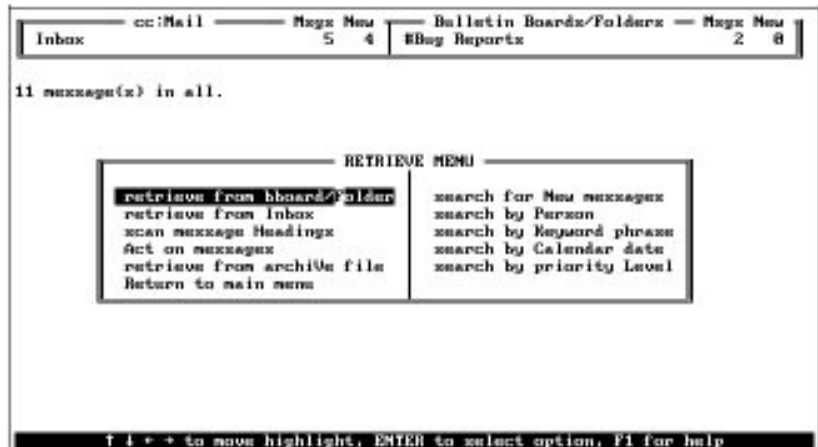 cc:Mail Msgs New Bulletin Boards/Folders Msgs New
Inbox 5 4 #Bug Reports 2 0
11 message(s) in all.
RETRIEVE MENU
retrieve from bboard/Folder
retrieve from Inbox
scan message Headings
Act on messages
retrieve from archiVe file
Return to main menu
search for New messages
search by Person
search by Keyword phrase
search by Calendar date
search by priority Level
↑ ↓ ← → to move highlight, ENTER to select option, F1 for help